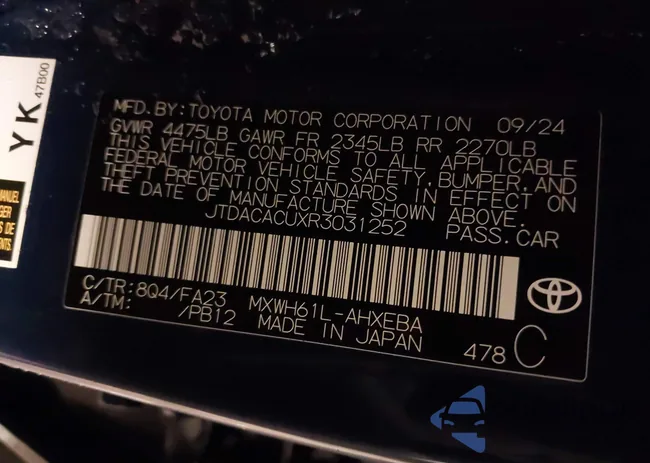 YK
47B00
MANUEL
MFD.BY:TOYOTA MOTOR CORPORATION 09/24
GVWR 4475LB GAWR FR 2345LB RR 2270LB
THIS VEHICLE CONFORMS TO ALL APPLICABLE
FEDERAL MOTOR VEHICLE SAFETY,BUMPER,AND
THEFT PREVENTION STANDARDS IN EFFECT ON
THE DATE OF MANUFACTURE SHOWN ABOVE.
JTDACACUXR3031252 PASS.CAR
C/TR:8Q4/FA23 MXWH61L-AHXEBA
A/TM: /PB12 MADE IN JAPAN 478 C